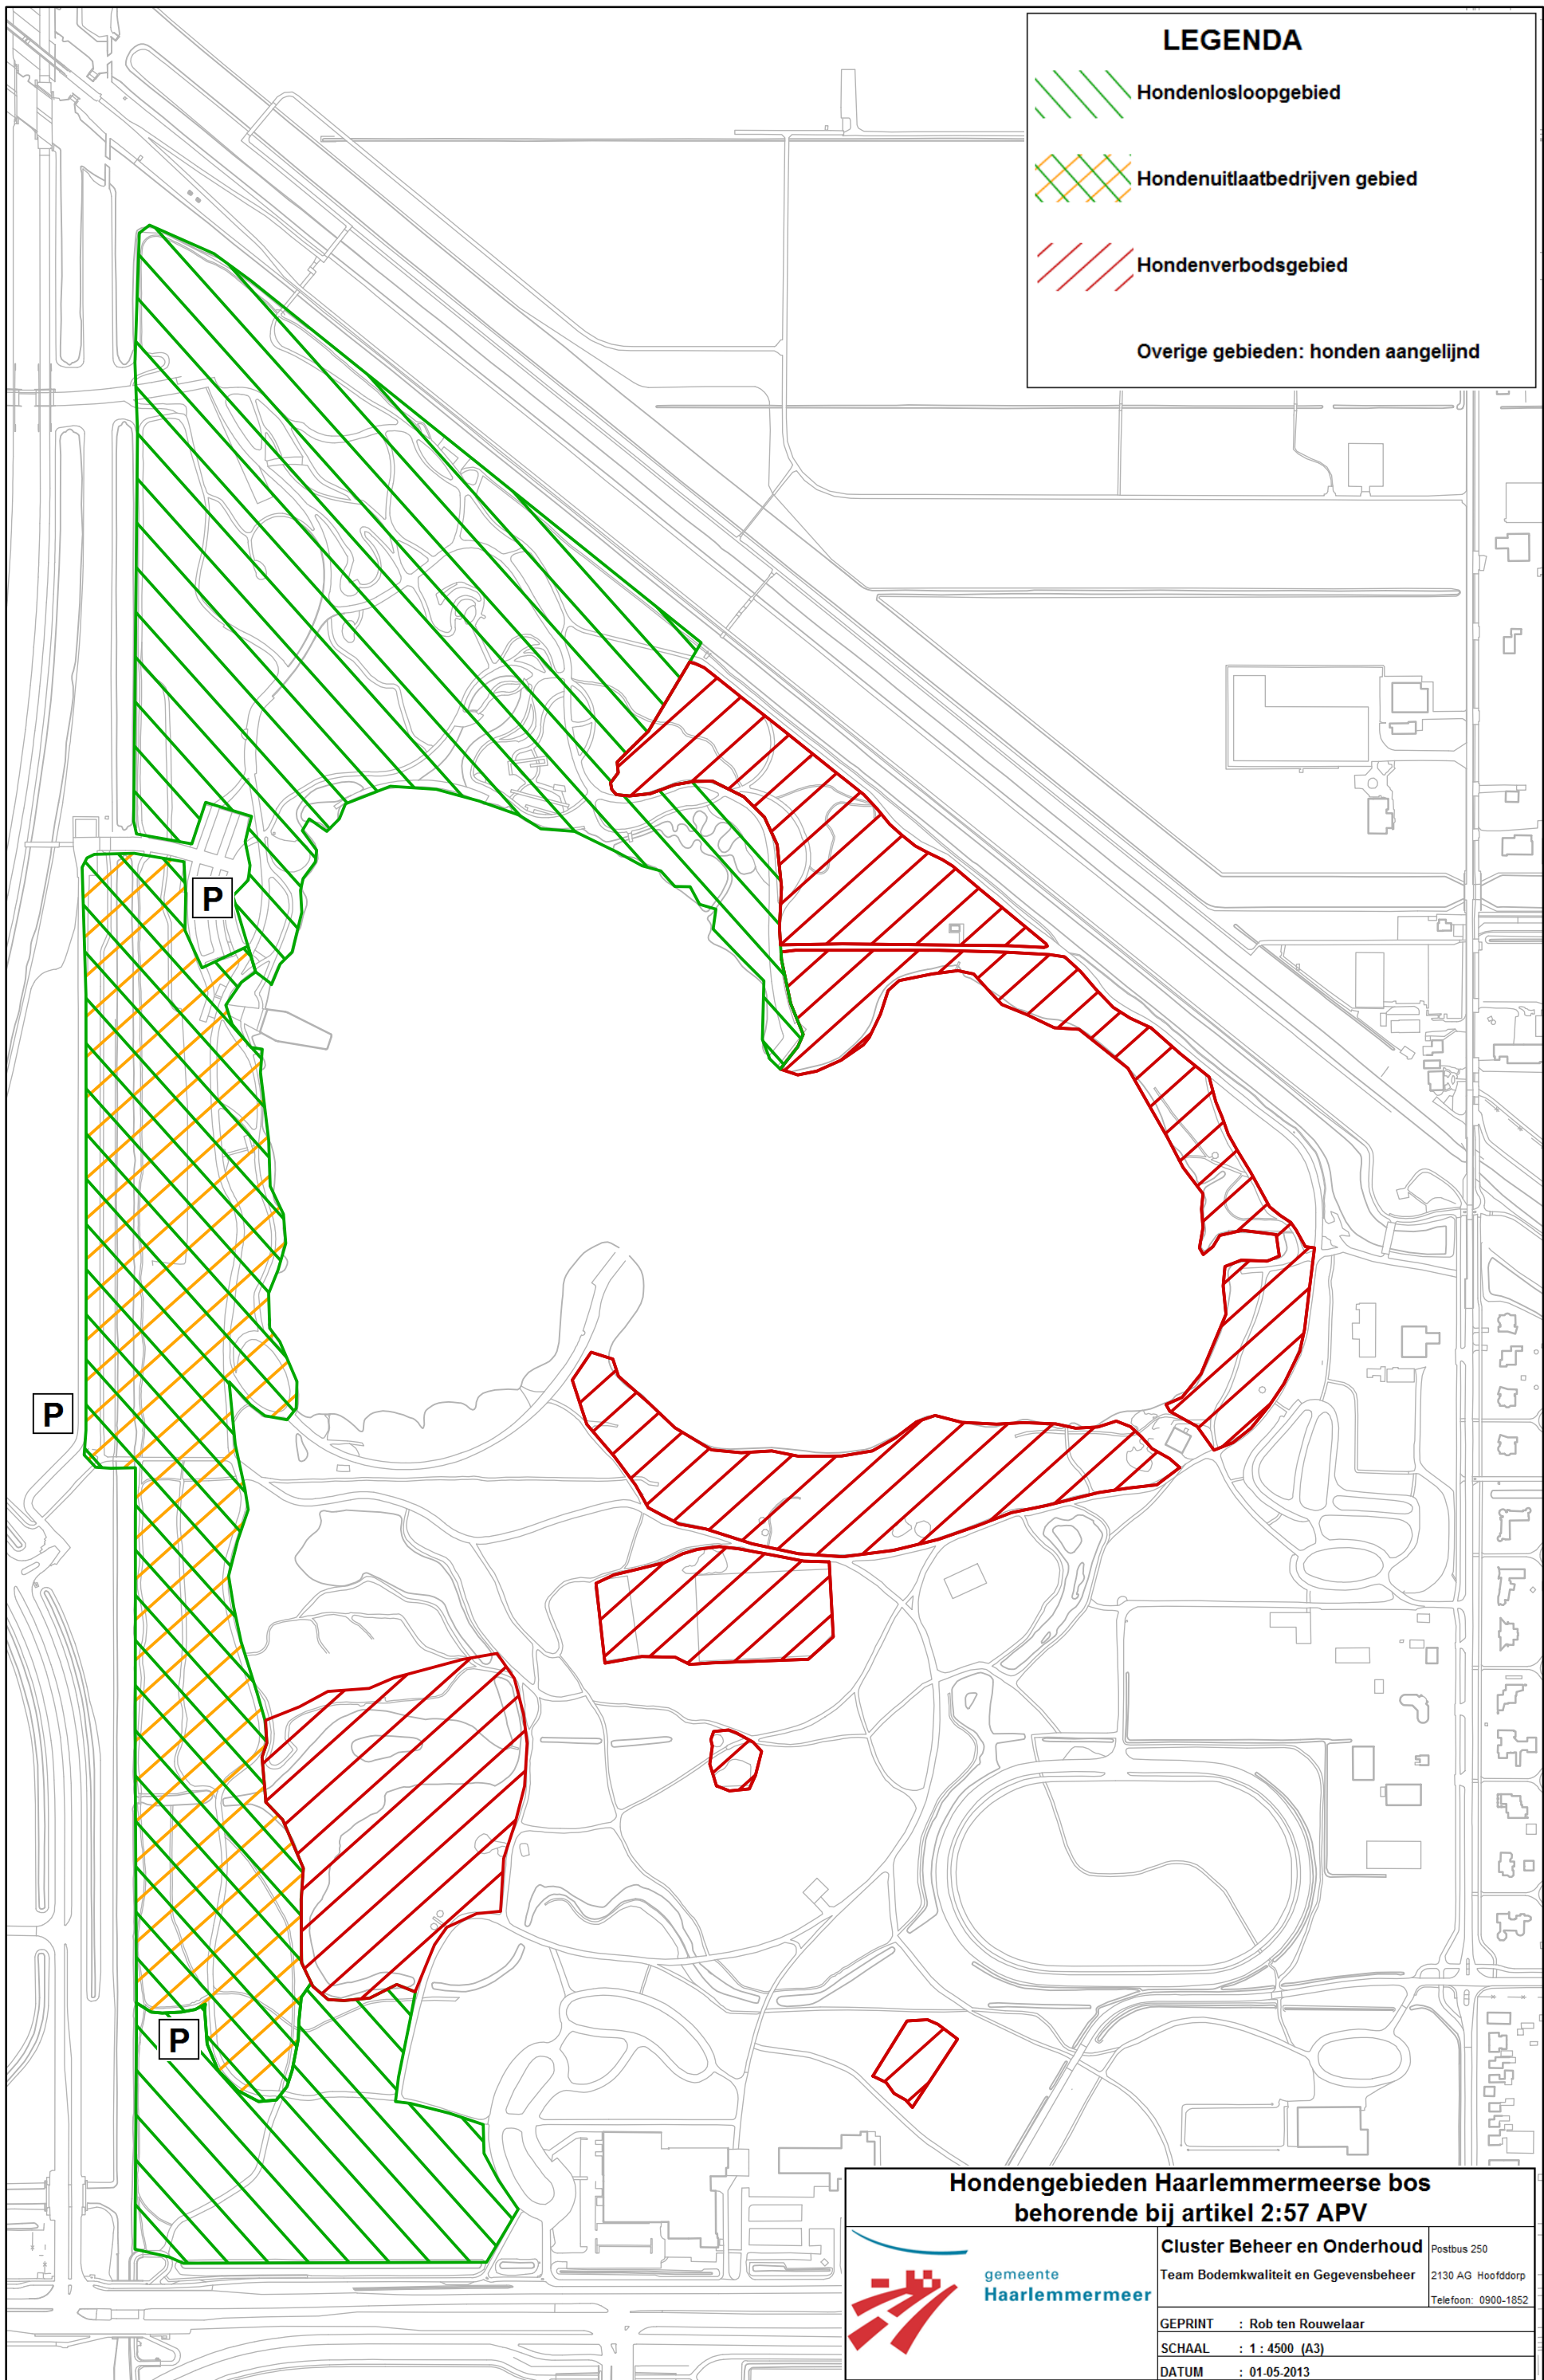 LEGENDA
Hondenlosloopgebied
Hondenuitlaatbedrijven gebied
Hondenverbodsgebied
Overige gebieden: honden aangelijnd
P
P
P
Hondengebieden Haarlemmermeerse bos
behorende bij artikel 2:57 APV
gemeente
Haarlemmermeer
Cluster Beheer en Onderhoud
Team Bodemkwaliteit en Gegevensbeheer
Postbus 250
2130 AG Hoofddorp
Telefoon: 0900-1852
GEPRINT : Rob ten Rouwelaar
SCHAAL : 1 : 4500 (A3)
DATUM : 01-05-2013